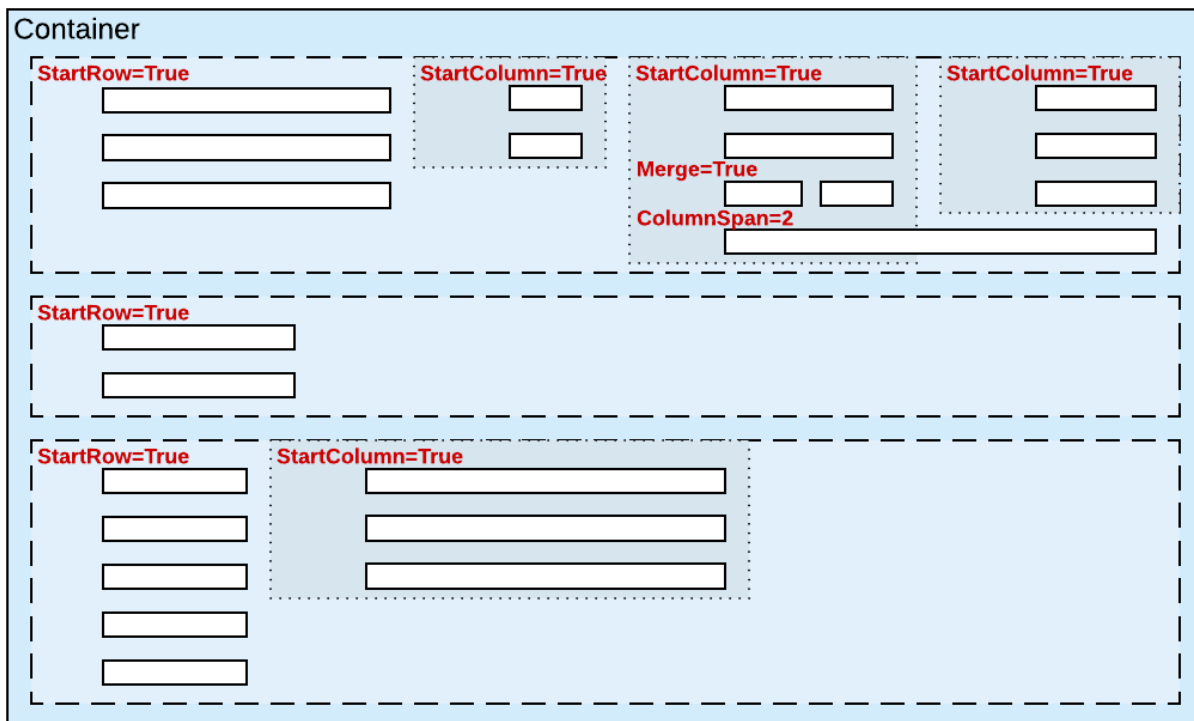 Container
StartRow=True
StartColumn=True
StartColumn=True
StartColumn=True
Merge=True
ColumnSpan=2
StartRow=True
StartRow=True
StartColumn=True